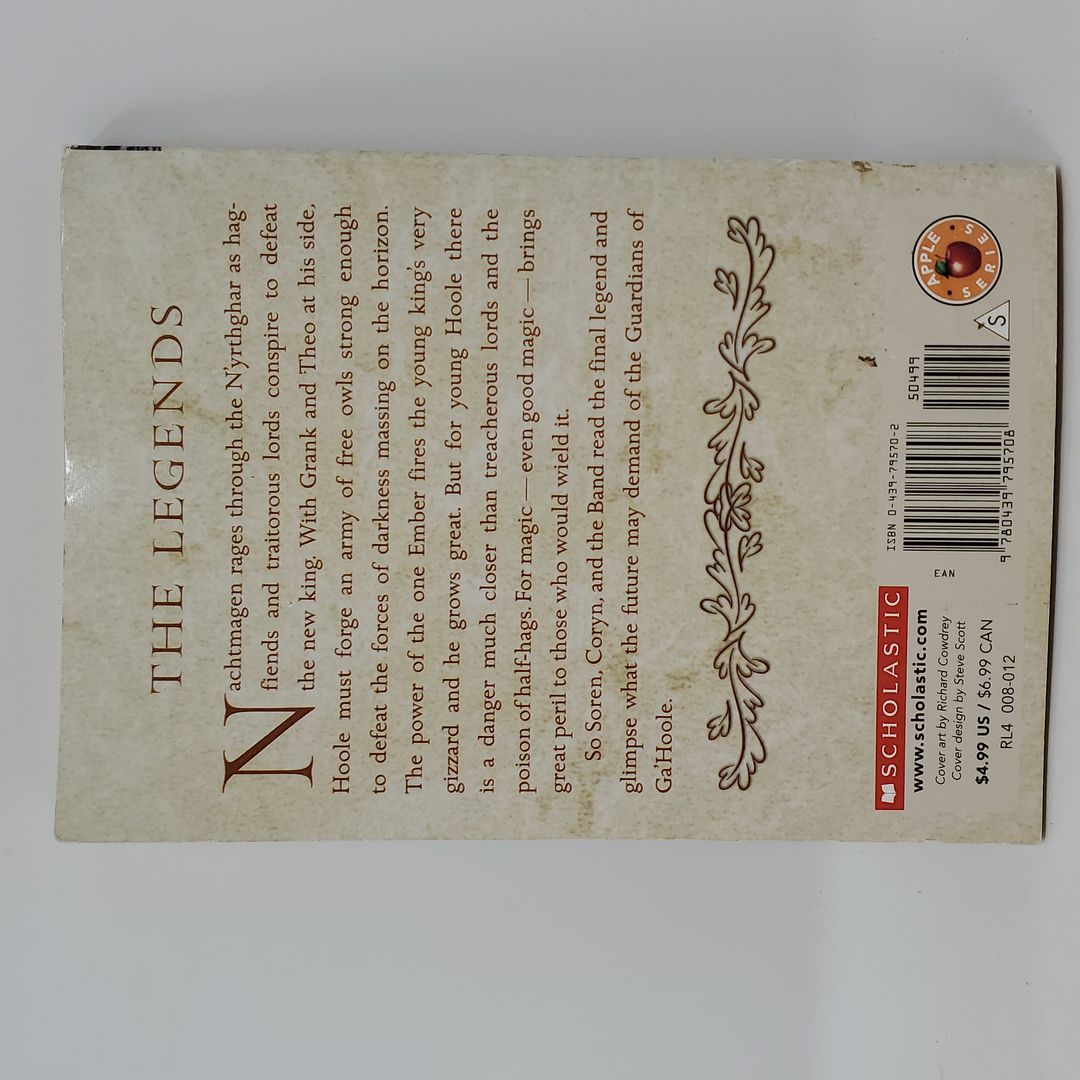 THE LEGENDS
Nachtmagen rages through the N'yrthghar as hag-
fiends and traitorous lords conspire to defeat
the new king. With Grank and Theo at his side,
Hoole must forge an army of free owls strong enough
to defeat the forces of darkness massing on the horizon.
The power of the one Ember fires the young king's very
gizzard and he grows great. But for young Hoole there
is a danger much closer than treacherous lords and the
poison of half-hags. For magic — even good magic — brings
great peril to those who would wield it.
So Soren, Coryn, and the Band read the final legend and
glimpse what the future may demand of the Guardians of
Ga'Hoole.
SCHOLASTIC
www.scholastic.com
Cover art by Richard Cowdrey
Cover design by Steve Scott
$4.99 US / $6.99 CAN
RL4 008-012
EAN
ISBN 0-439-79570-2
9 780439 795708
50499
S
APPLE
SERIES